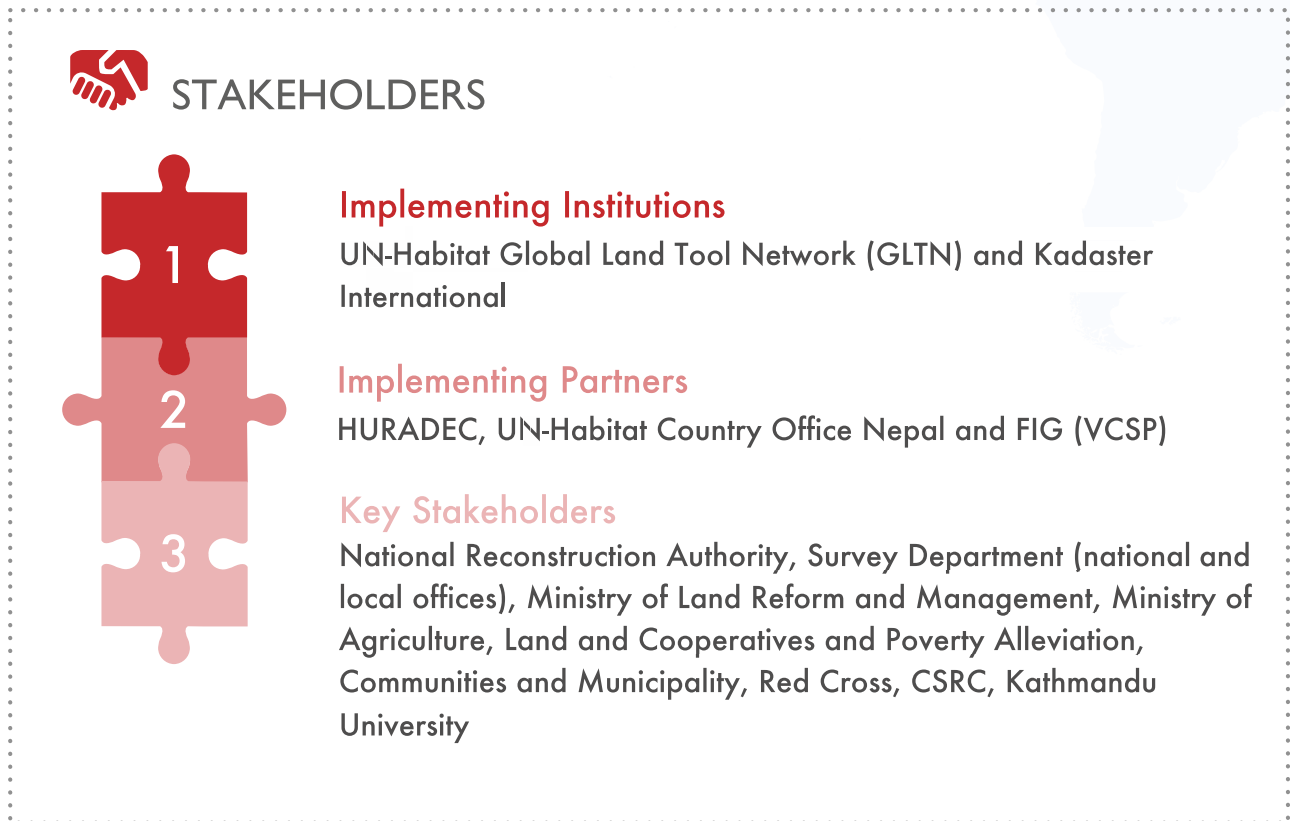 STAKEHOLDERS
1
Implementing Institutions
UN-Habitat Global Land Tool Network (GLTN) and Kadaster
International
2
Implementing Partners
HURADEC, UN-Habitat Country Office Nepal and FIG (VCSP)
3
Key Stakeholders
National Reconstruction Authority, Survey Department (national and
local offices), Ministry of Land Reform and Management, Ministry of
Agriculture, Land and Cooperatives and Poverty Alleviation,
Communities and Municipality, Red Cross, CSRC, Kathmandu
University